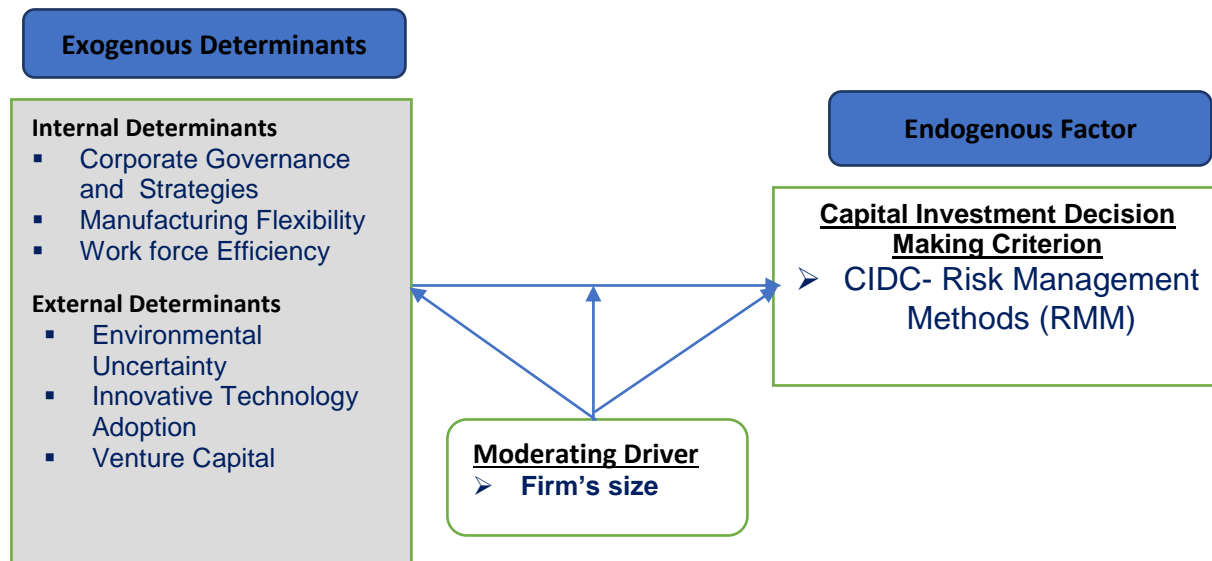 Exogenous Determinants
Internal Determinants
▪ Corporate Governance
and Strategies
▪ Manufacturing Flexibility
▪ Work force Efficiency
External Determinants
▪ Environmental
Uncertainty
▪ Innovative Technology
Adoption
▪ Venture Capital
Endogenous Factor
Capital Investment Decision
Making Criterion
➢ CIDC- Risk Management
Methods (RMM)
Moderating Driver
➢ Firm’s size